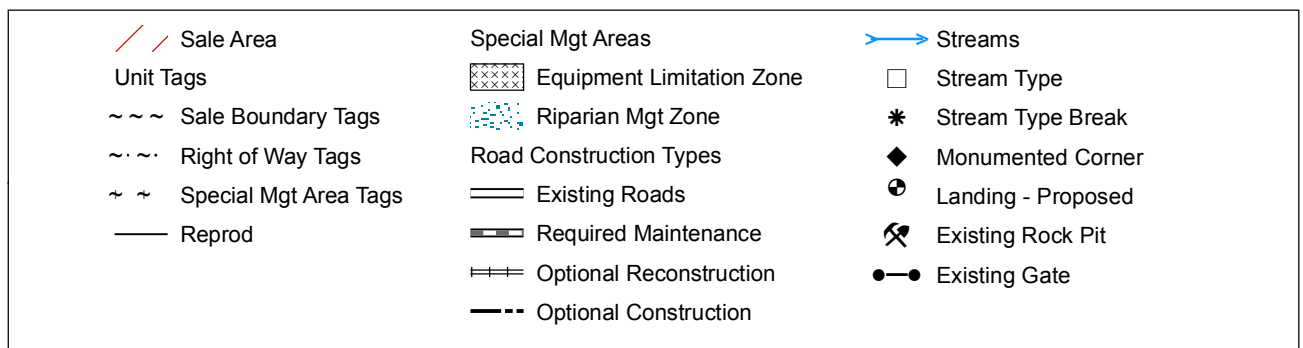 Sale Area
Unit Tags
Sale Boundary Tags
Right of Way Tags
Special Mgt Area Tags
Reprod
Special Mgt Areas
Equipment Limitation Zone
Riparian Mgt Zone
Road Construction Types
Existing Roads
Required Maintenance
Optional Reconstruction
Optional Construction
Streams
Stream Type
Stream Type Break
Monumented Corner
Landing - Proposed
Existing Rock Pit
Existing Gate